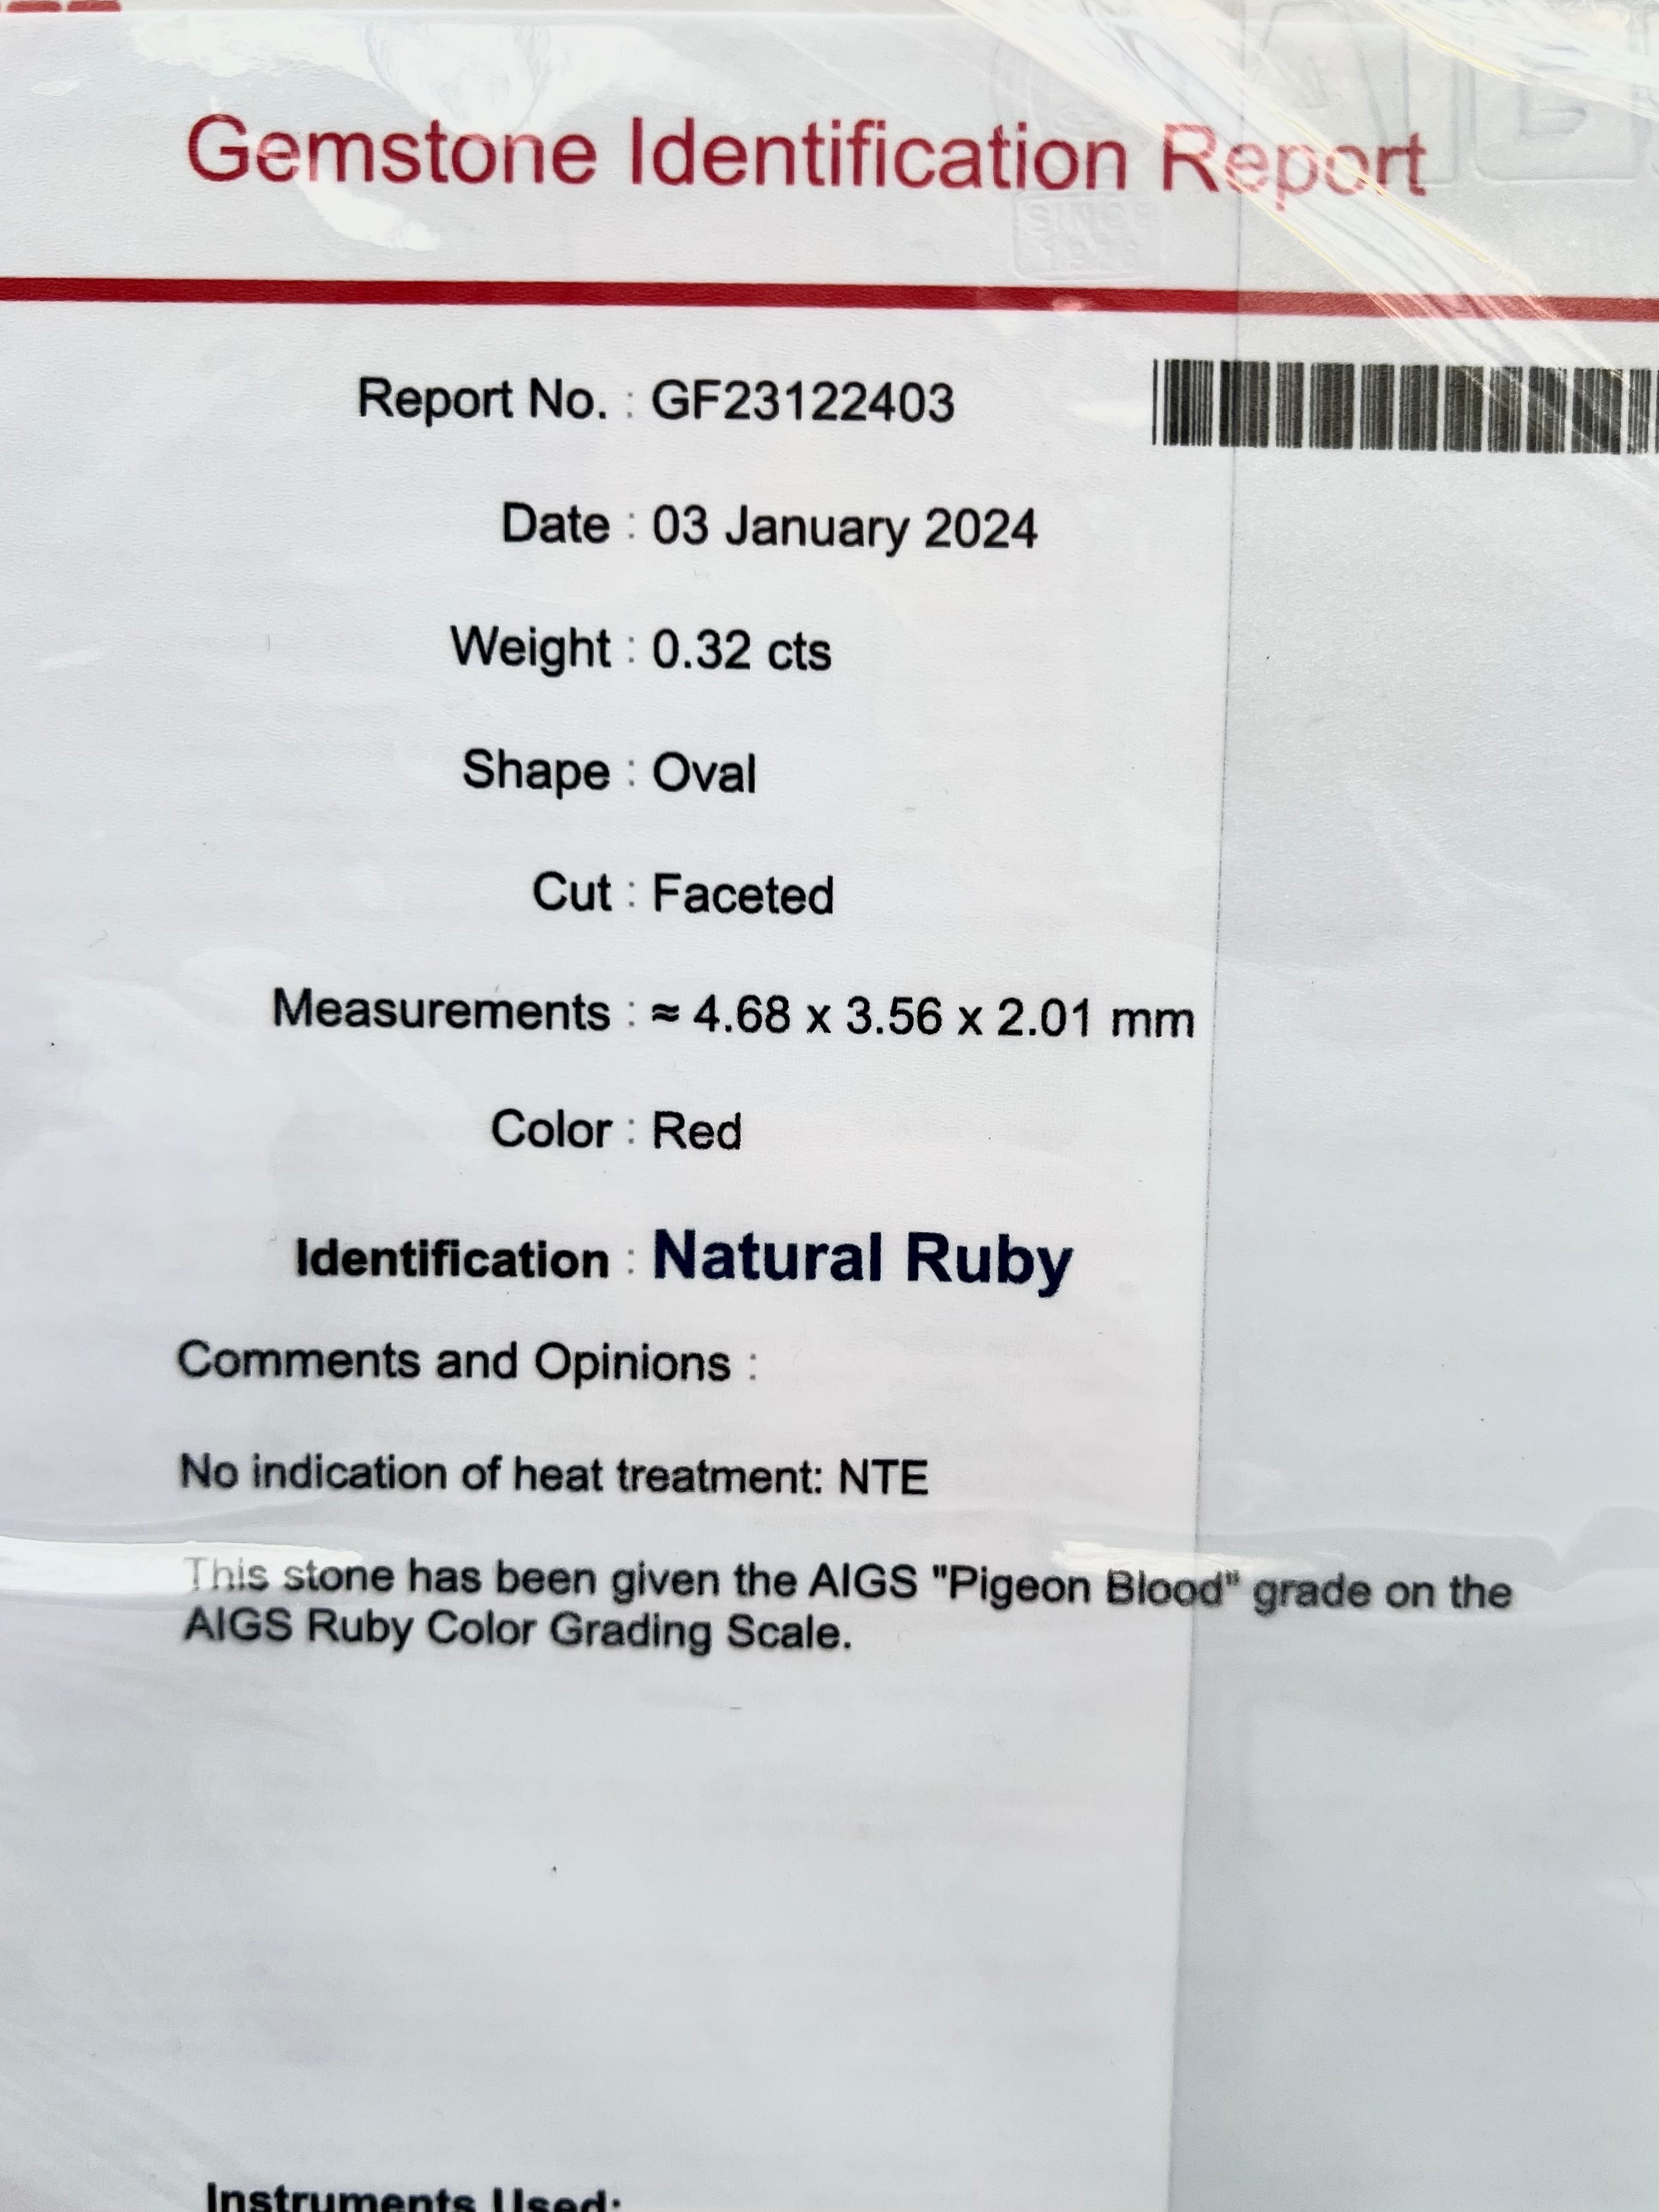 Gemstone Identification Report
SINCE
Report No. : GF23122403
Date : 03 January 2024
Weight : 0.32 cts
Shape : Oval
Cut : Faceted
Measurements : ≈ 4.68 x 3.56 x 2.01 mm
Color : Red
Identification : Natural Ruby
Comments and Opinions :
No indication of heat treatment: NTE
This stone has been given the AIGS "Pigeon Blood" grade on the
AIGS Ruby Color Grading Scale.
Instruments Used: